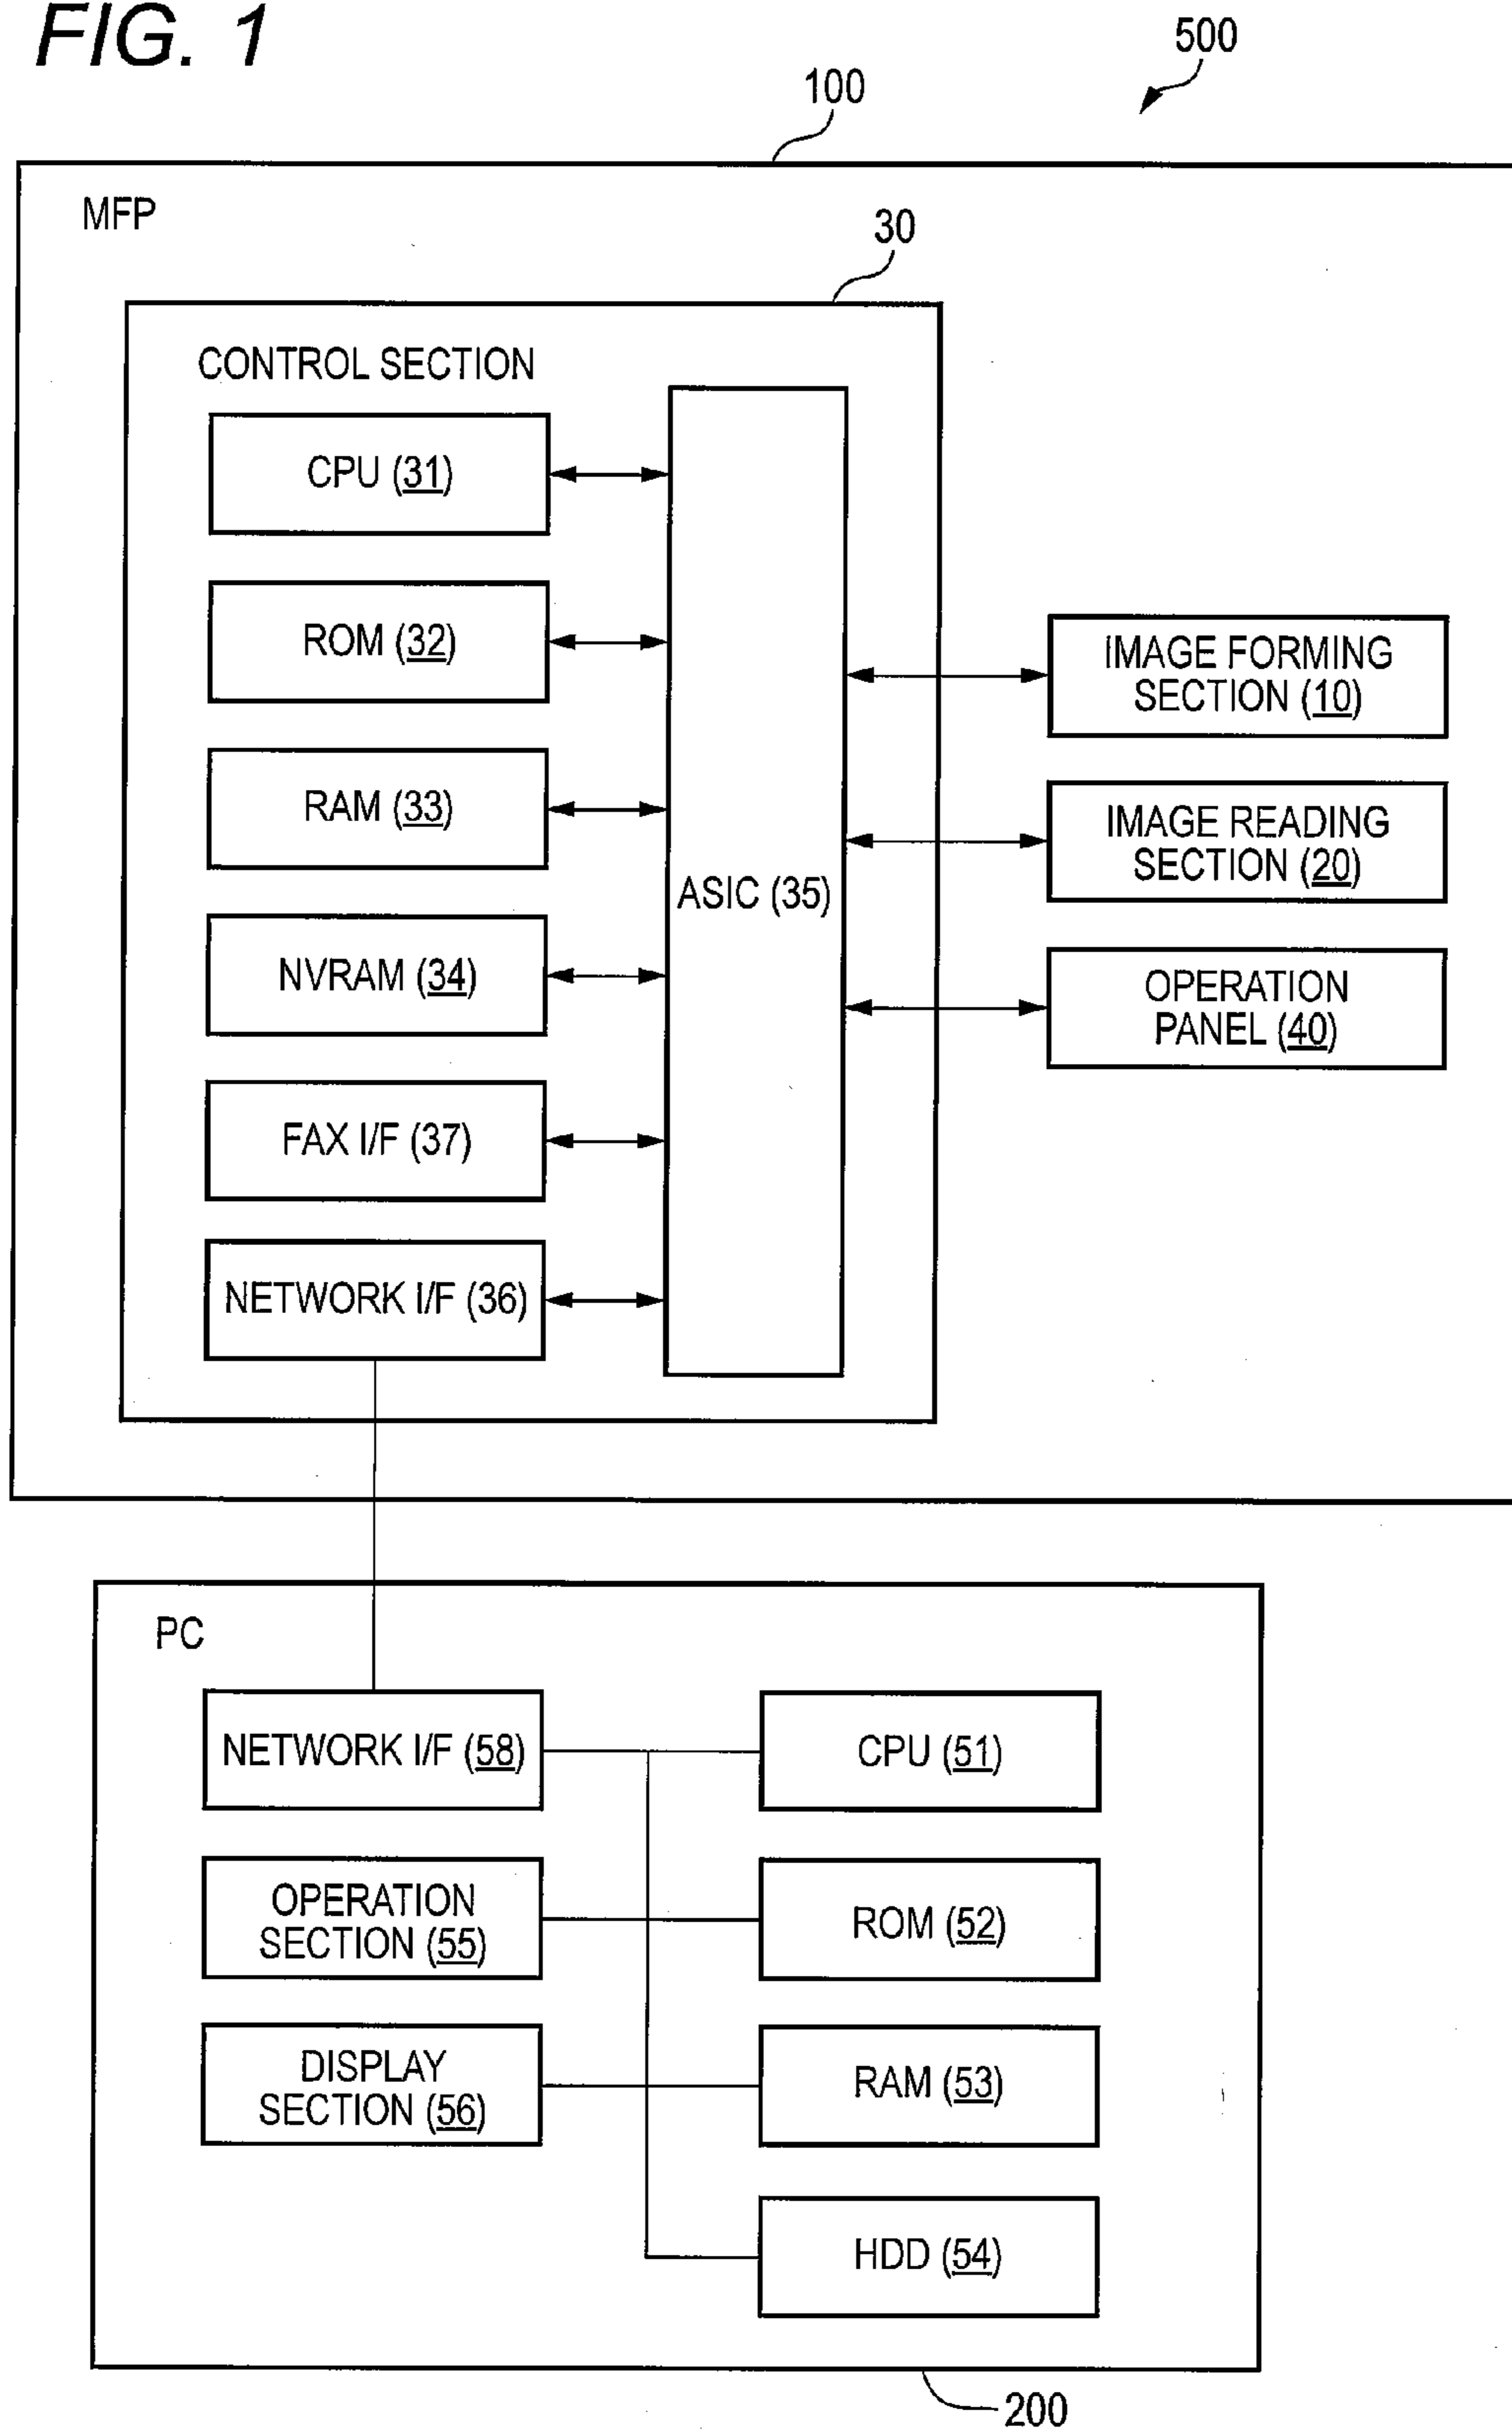 FIG. 1
500
100
MFP
30
CONTROL SECTION
CPU (31)
ROM (32)
RAM (33)
NVRAM (34)
FAX I/F (37)
NETWORK I/F (36)
ASIC (35)
IMAGE FORMING
SECTION (10)
IMAGE READING
SECTION (20)
OPERATION
PANEL (40)
PC
NETWORK I/F (58)
OPERATION
SECTION (55)
DISPLAY
SECTION (56)
CPU (51)
ROM (52)
RAM (53)
HDD (54)
200